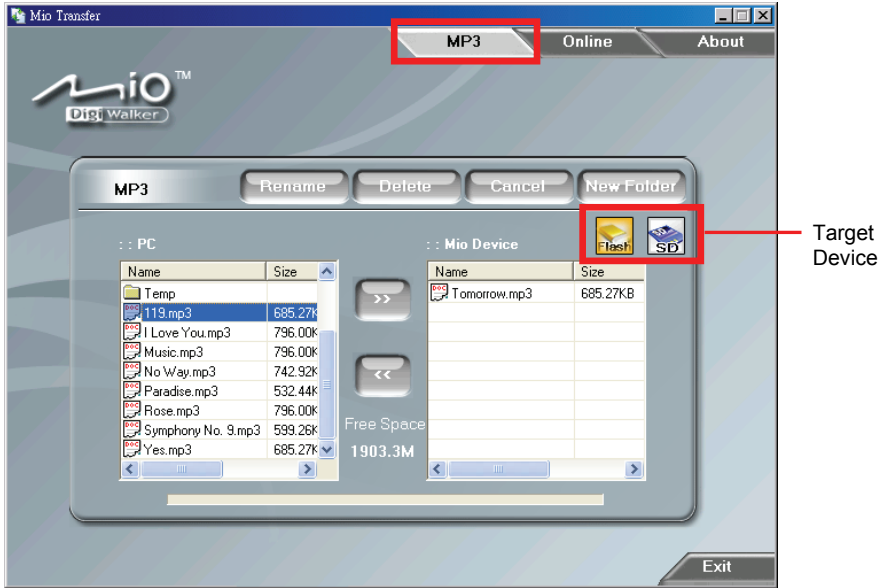 Mio Transfer
MP3 Online About
Mio TM
Digi Walker
MP3 Rename Delete Cancel New Folder
Flash SD
Target
Device
: : PC
: : Mio Device
Name Size
Temp
119.mp3 685.27K
I Love You.mp3 796.00K
Music.mp3 796.00K
No Way.mp3 742.92K
Paradise.mp3 532.44K
Rose.mp3 796.00K
Symphony No. 9.mp3 599.26K
Yes.mp3 685.27K
>>
<<
Free Space
1903.3M
Name Size
Tomorrow.mp3 685.27KB
Exit